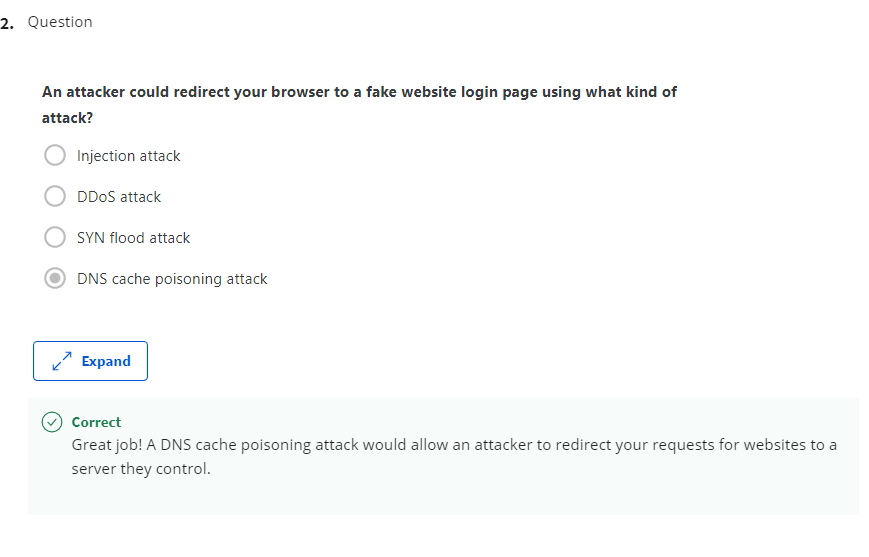 2. Question
An attacker could redirect your browser to a fake website login page using what kind of
attack?
Injection attack
DDoS attack
SYN flood attack
DNS cache poisoning attack
Expand
Correct
Great job! A DNS cache poisoning attack would allow an attacker to redirect your requests for websites to a
server they control.